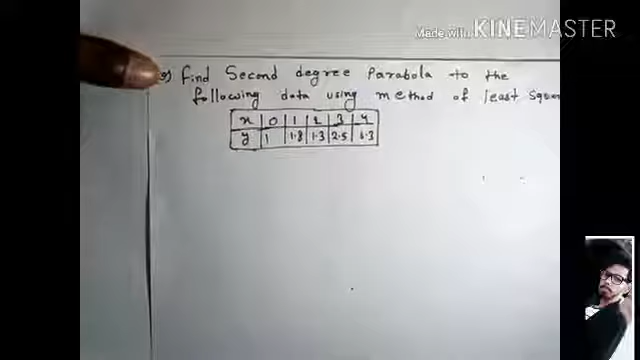 Made with KINEMASTER
Q) Find Second degree Parabola to the
following data using method of least squar
x 0 1 2 3 4
y 1 1.8 1.3 2.5 6.3